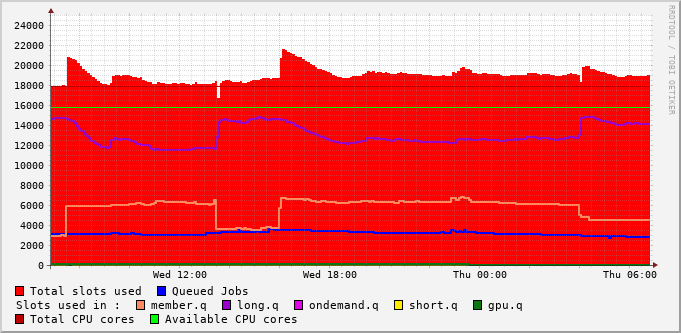 RRDTOOL / TOBI OETIKER
24000
22000
20000
18000
16000
14000
12000
10000
8000
6000
4000
2000
0
Wed 12:00 Wed 18:00 Thu 00:00 Thu 06:00
Total slots used Queued Jobs
Slots used in : member.q long.q ondemand.q short.q gpu.q
Total CPU cores Available CPU cores